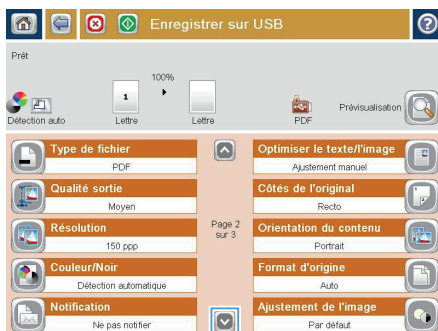 Enregistrer sur USB
Prêt
100%
1
Détection auto
Lettre
Lettre
PDF
Prévisualisation
Type de fichier
PDF
Qualité sortie
Moyen
Résolution
150 ppp
Couleur/Noir
Détection automatique
Notification
Ne pas notifier
Page 2
sur 3
Optimiser le texte/l'image
Ajustement manuel
Côtés de l'original
Recto
Orientation du contenu
Portrait
Format d'origine
Auto
Ajustement de l'image
Par défaut